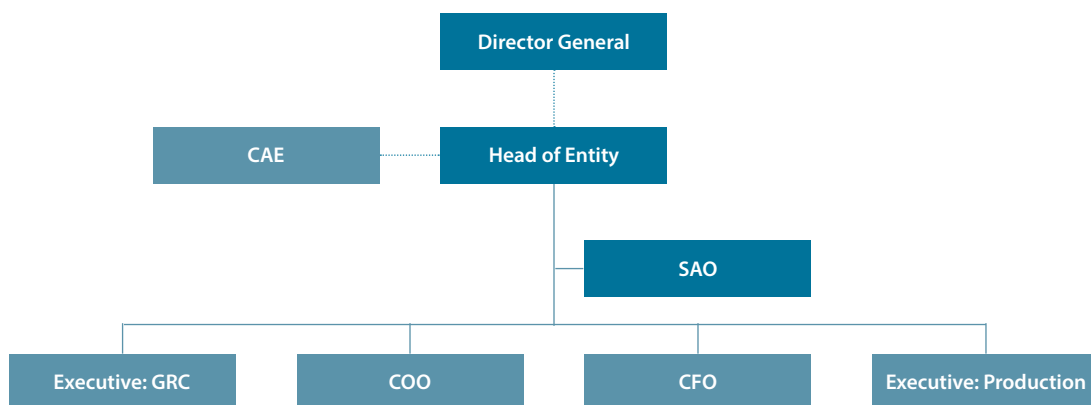 Director General
CAE
Head of Entity
SAO
Executive: GRC
COO
CFO
Executive: Production